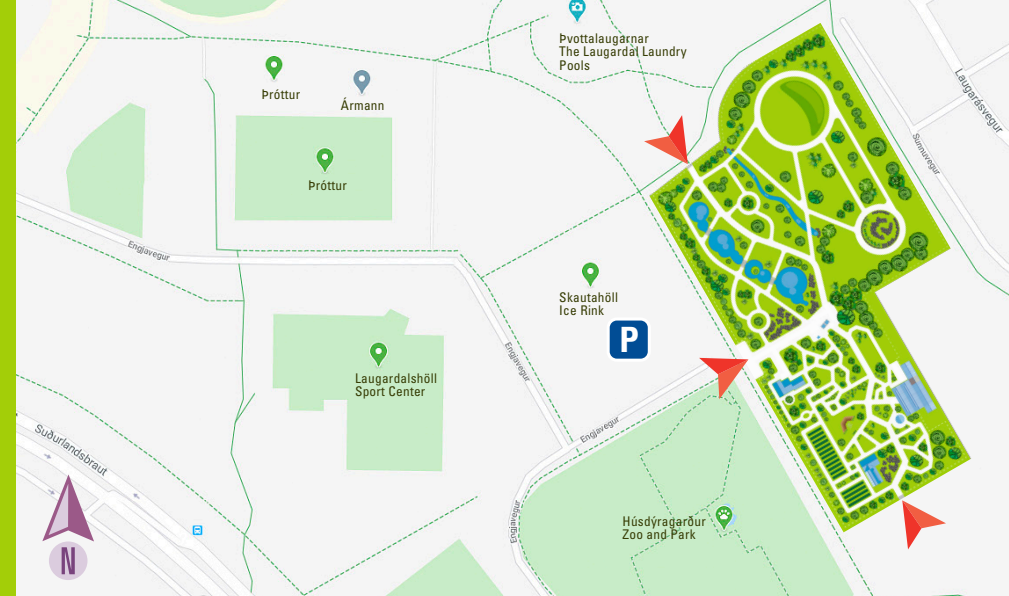 Þvottalaugarnar
The Laugardal Laundry
Pools
Þróttur
Ármann
Laugarásvegur
Sunnuvegur
Þróttur
Engjavegur
Skautahöll
Ice Rink
P
Engjavegur
Laugardalshöll
Sport Center
Engjavegur
Suðurlandsbraut
Engjavegur
Húsdýragarður
Zoo and Park
N